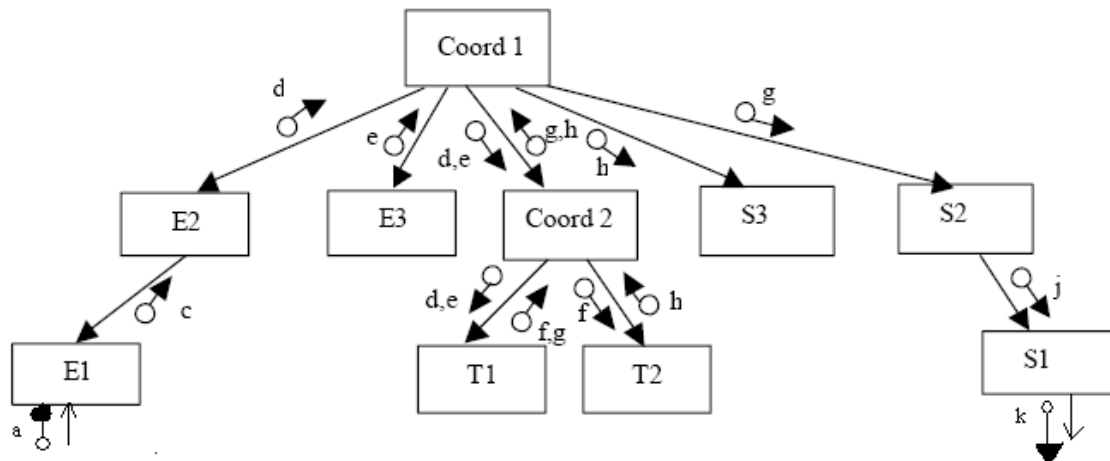 Coord 1
d
e
d,e
g,h
h
g
E2
E3
Coord 2
S3
S2
c
d,e
f,g
f
h
j
E1
T1
T2
S1
a
k